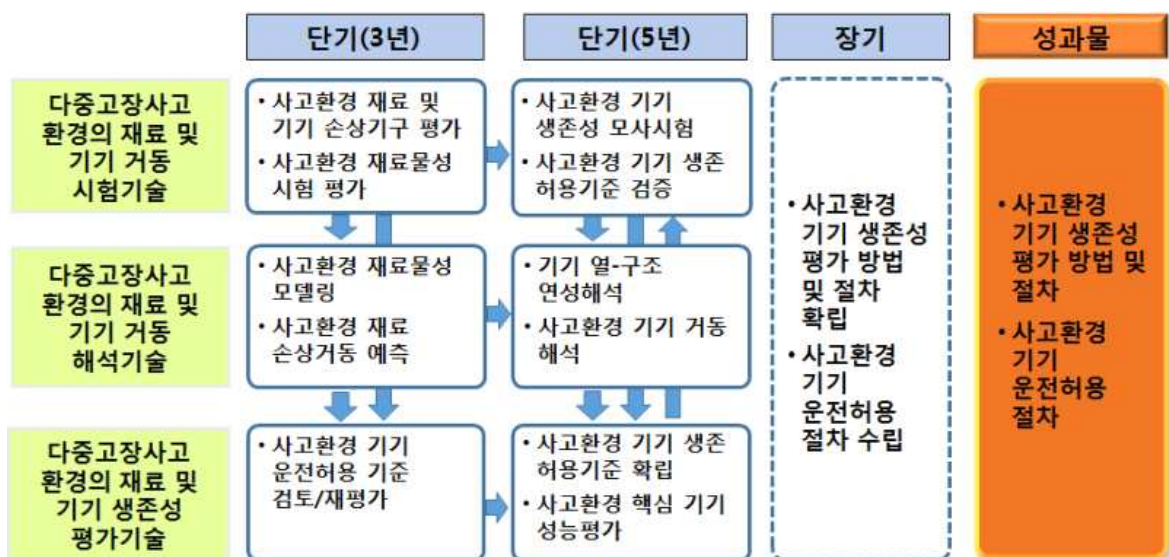 단기(3년)
단기(5년)
장기
성과물
다중고장사고
환경의 재료 및
기기 거동
시험기술
• 사고환경 재료 및
기기 손상기구 평가
• 사고환경 재료물성
시험 평가
• 사고환경 기기
생존성 모사시험
• 사고환경 기기 생존
허용기준 검증
다중고장사고
환경의 재료 및
기기 거동
해석기술
• 사고환경 재료물성
모델링
• 사고환경 재료
손상거동 예측
• 기기 열-구조
연성해석
• 사고환경 기기 거동
해석
다중고장사고
환경의 재료 및
기기 생존성
평가기술
• 사고환경 기기
운전허용 기준
검토/재평가
• 사고환경 기기 생존
허용기준 확립
• 사고환경 핵심 기기
성능평가
• 사고환경
기기 생존성
평가 방법
및 절차
확립
• 사고환경
기기
운전허용
절차 수립
• 사고환경
기기 생존성
평가 방법 및
절차
• 사고환경
기기
운전허용
절차